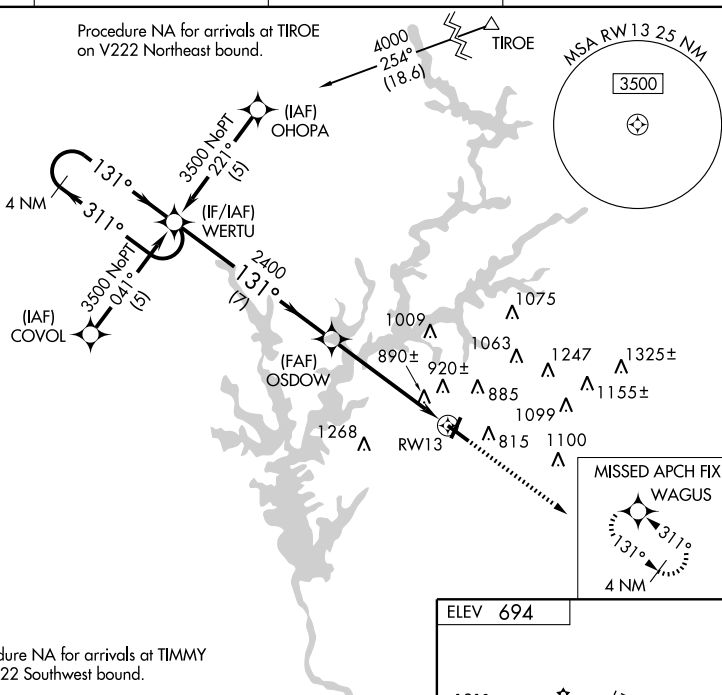 Procedure NA for arrivals at TIROE
on V222 Northeast bound.
4000
254°
(18.6)
TIROE
MSA RW13 25 NM
3500
(IAF)
OHOPA
3500 NoPT
221°
(5)
131°
4 NM
311°
(IF/IAF)
WERTU
3500 NoPT
041°
(5)
(IAF)
COVOL
2400
131°
(7)
(FAF)
OSDOW
1009
1075
1063
890±
920±
1247
1325±
885
1155±
1099
1268
RW13
815
1100
MISSED APCH FIX
WAGUS
311°
131°
4 NM
ELEV 694
dure NA for arrivals at TIMMY
22 Southwest bound.